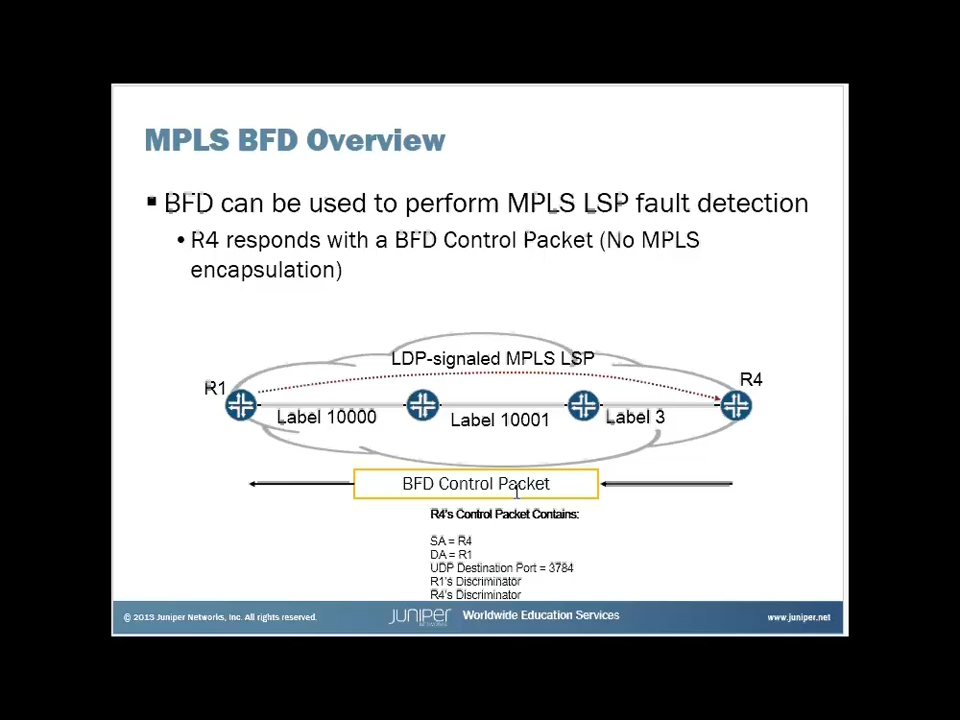 MPLS BFD Overview
▪ BFD can be used to perform MPLS LSP fault detection
• R4 responds with a BFD Control Packet (No MPLS
encapsulation)
LDP-signaled MPLS LSP
R1
R4
Label 10000
Label 10001
Label 3
BFD Control Packet
R4's Control Packet Contains:
SA = R4
DA = R1
UDP Destination Port = 3784
R1's Discriminator
R4's Discriminator
© 2013 Juniper Networks, Inc. All rights reserved.
JUNIPER
NETWORKS
Worldwide Education Services
www.juniper.net